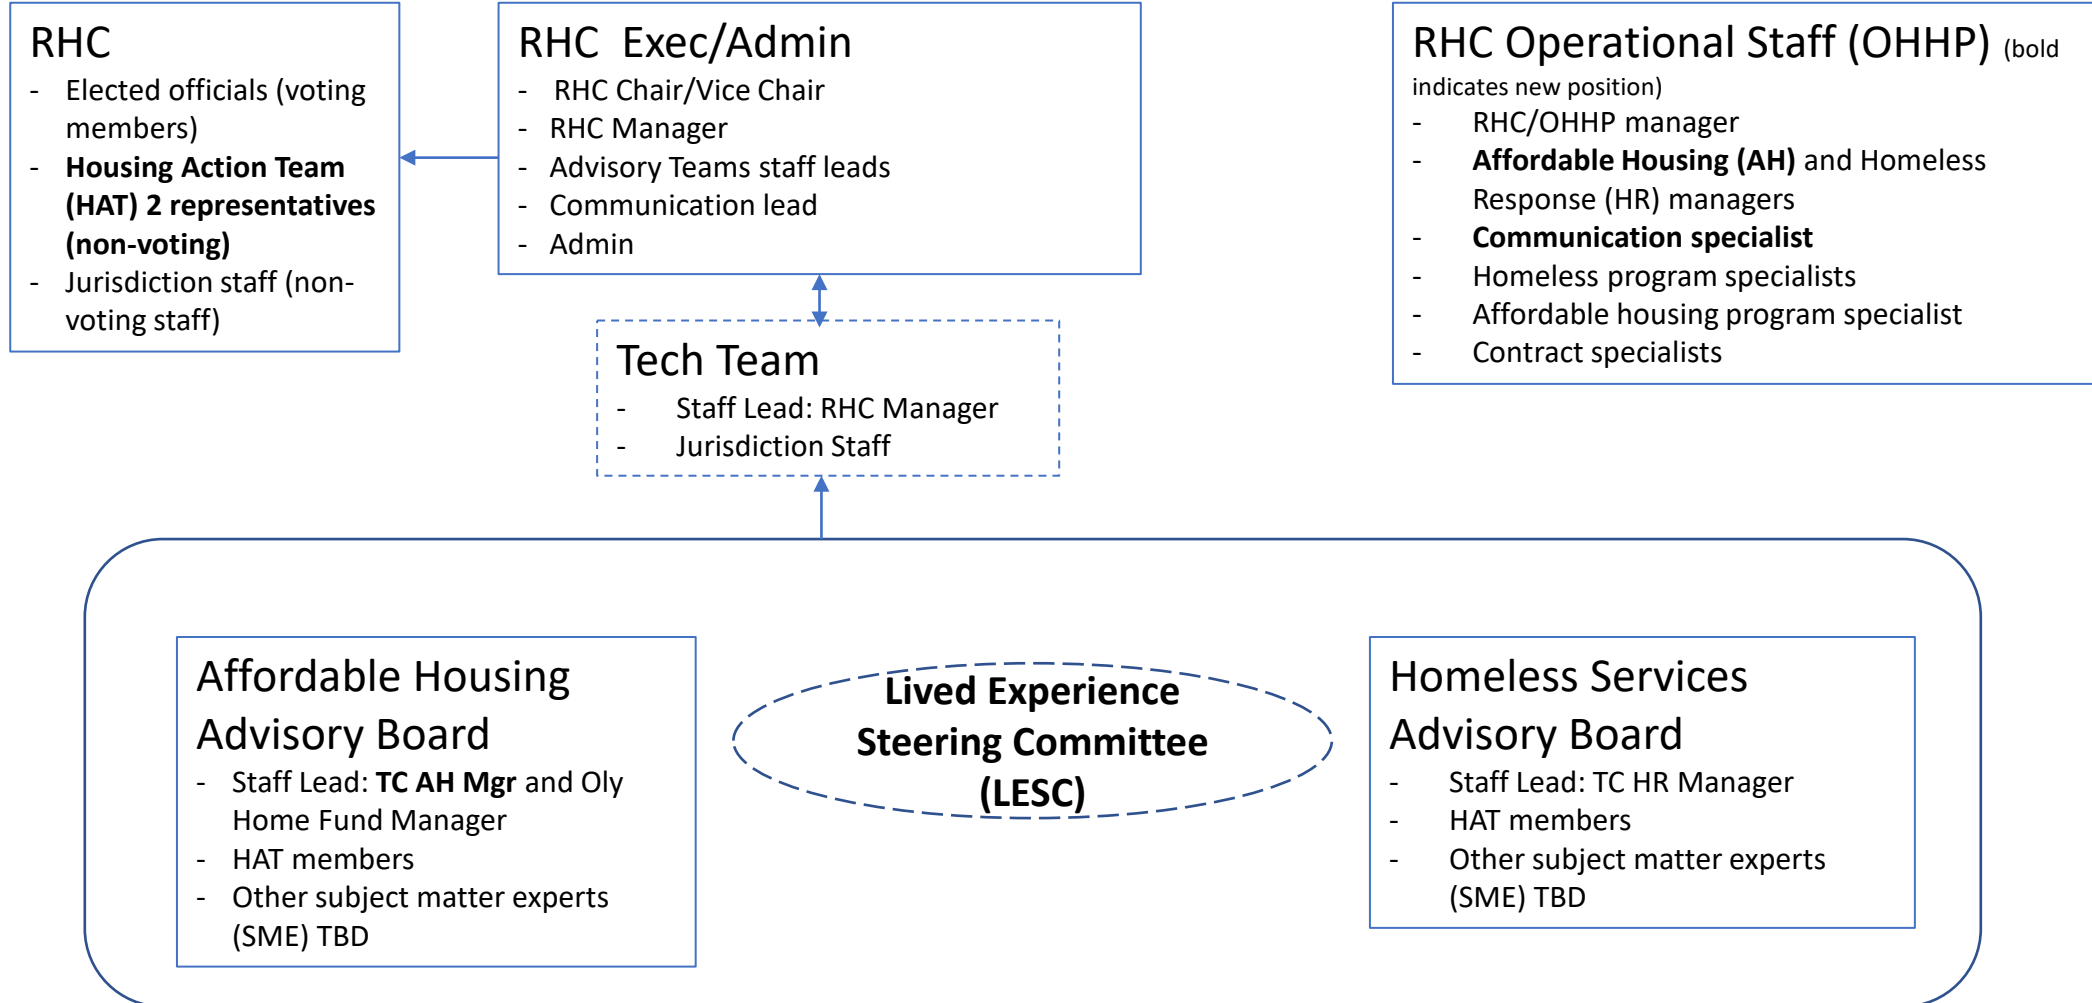 RHC
- Elected officials (voting
members)
- Housing Action Team
(HAT) 2 representatives
(non-voting)
- Jurisdiction staff (non-
voting staff)
RHC Exec/Admin
- RHC Chair/Vice Chair
- RHC Manager
- Advisory Teams staff leads
- Communication lead
- Admin
RHC Operational Staff (OHHP) (bold
indicates new position)
- RHC/OHHP manager
- Affordable Housing (AH) and Homeless
Response (HR) managers
- Communication specialist
- Homeless program specialists
- Affordable housing program specialist
- Contract specialists
Tech Team
- Staff Lead: RHC Manager
- Jurisdiction Staff
Affordable Housing
Advisory Board
- Staff Lead: TC AH Mgr and Oly
Home Fund Manager
- HAT members
- Other subject matter experts
(SME) TBD
Lived Experience
Steering Committee
(LESC)
Homeless Services
Advisory Board
- Staff Lead: TC HR Manager
- HAT members
- Other subject matter experts
(SME) TBD